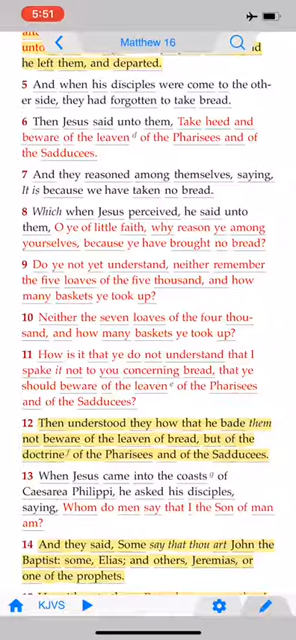 5:51
Matthew 16
unto
he left them, and departed.
5 And when his disciples were come to the oth-
er side, they had forgotten to take bread.
6 Then Jesus said unto them, Take heed and
beware of the leaven d of the Pharisees and of
the Sadducees.
7 And they reasoned among themselves, saying,
It is because we have taken no bread.
8 Which when Jesus perceived, he said unto
them, O ye of little faith, why reason ye among
yourselves, because ye have brought no bread?
9 Do ye not yet understand, neither remember
the five loaves of the five thousand, and how
many baskets ye took up?
10 Neither the seven loaves of the four thou-
sand, and how many baskets ye took up?
11 How is it that ye do not understand that I
spake it not to you concerning bread, that ye
should beware of the leaven e of the Pharisees
and of the Sadducees?
12 Then understood they how that he bade them
not beware of the leaven of bread, but of the
doctrine f of the Pharisees and of the Sadducees.
13 When Jesus came into the coasts g of
Caesarea Philippi, he asked his disciples,
saying, Whom do men say that I the Son of man
am?
14 And they said, Some say that thou art John the
Baptist: some, Elias; and others, Jeremias, or
one of the prophets.
KJVS